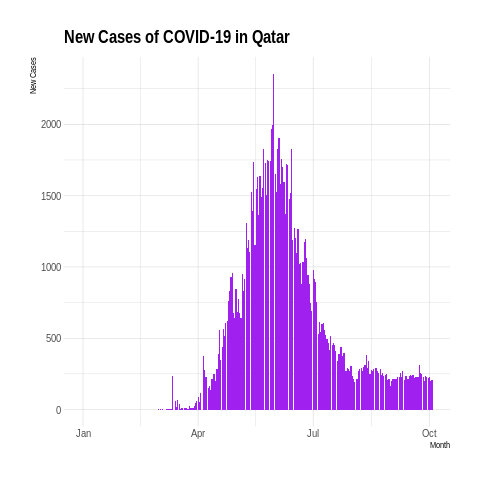 New Cases of COVID-19 in Qatar
New Cases
2000
1500
1000
500
0
Jan Apr Jul Oct
Month